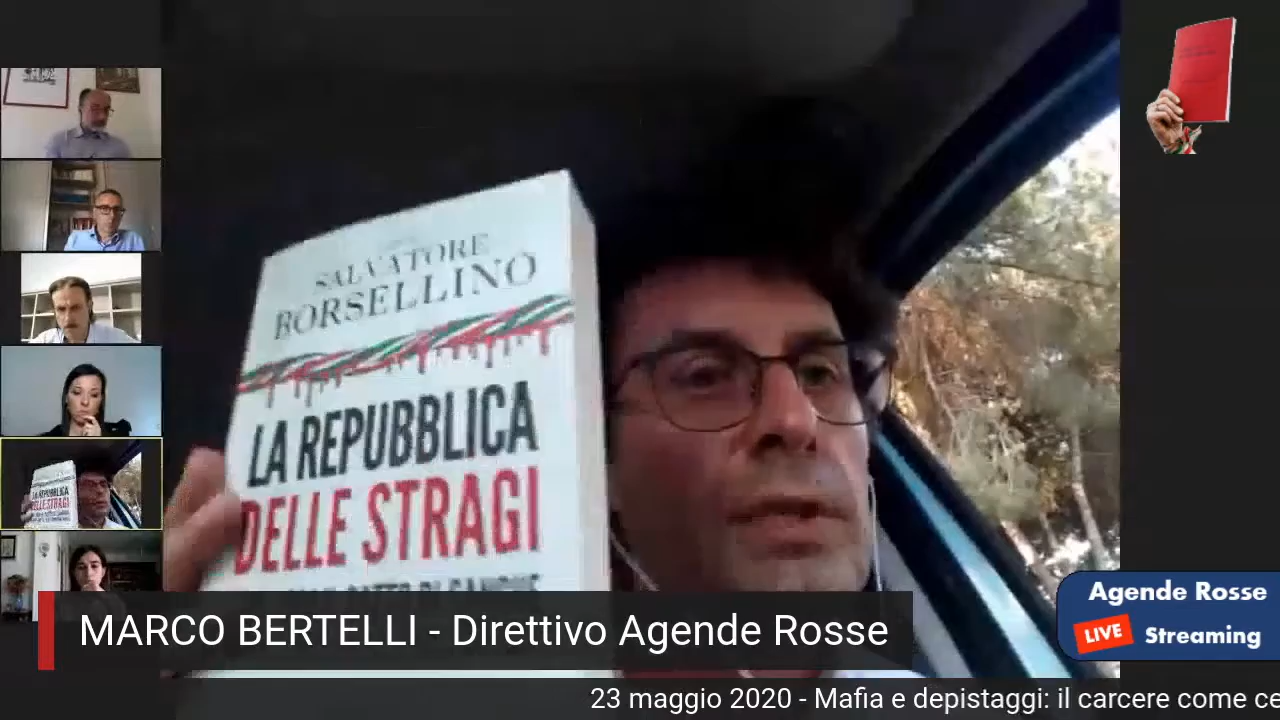 SALVATORE
BORSELLINO
LA REPUBBLICA
DELLE STRAGI
MARCO BERTELLI - Direttivo Agende Rosse
Agende Rosse
LIVE Streaming
23 maggio 2020 - Mafia e depistaggi: il carcere come ce